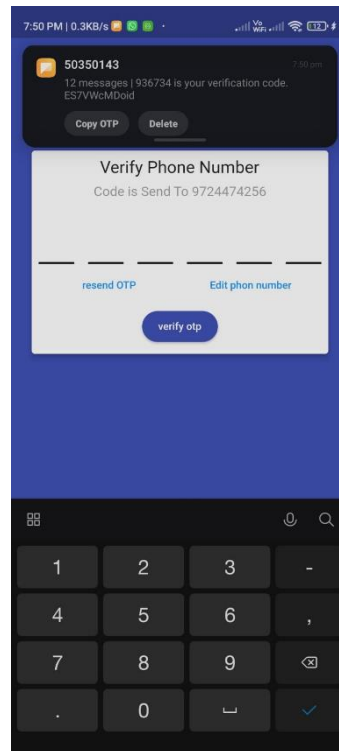 7:50 PM | 0.3KB/s
Vo
WiFi
112
50350143
7:50 pm
12 messages | 936734 is your verification code.
ES7VWcMDoid
Copy OTP Delete
Verify Phone Number
Code is Send To 9724474256
resend OTP Edit phon number
verify otp
1 2 3 -
4 5 6 ,
7 8 9
. 0